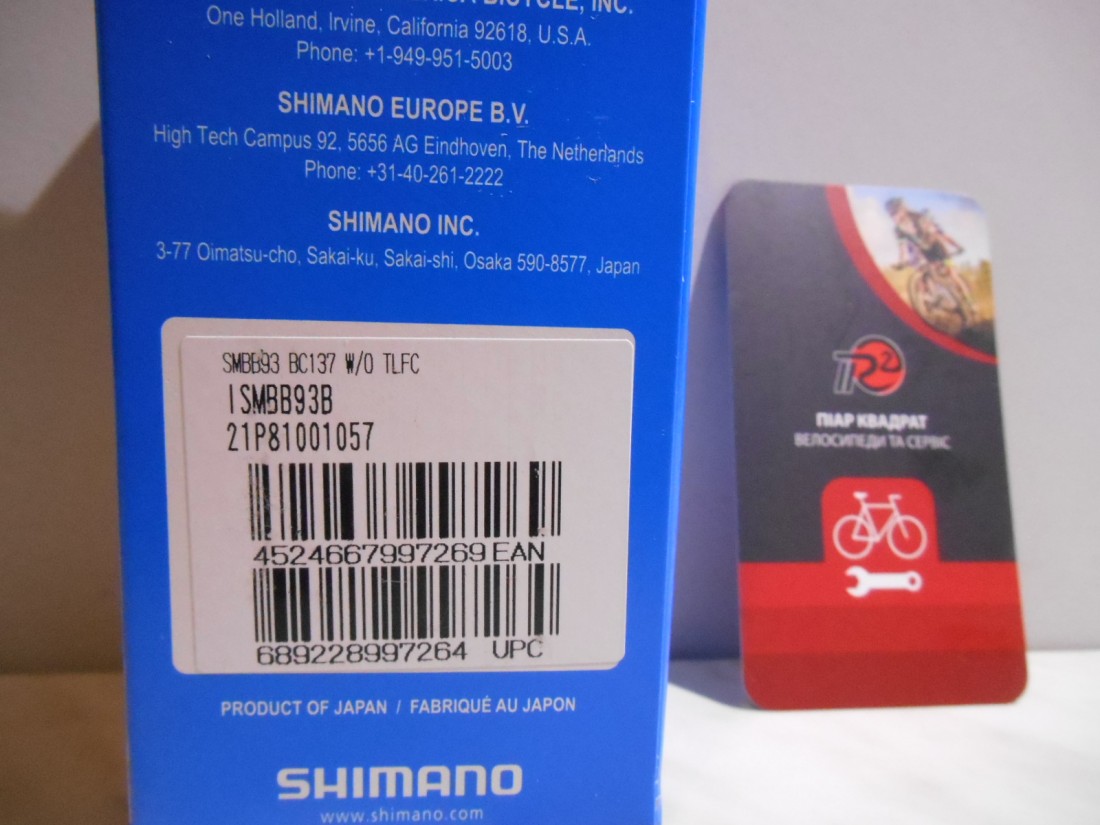 BICYCLE, INC.
One Holland, Irvine, California 92618, U.S.A.
Phone: +1-949-951-5003
SHIMANO EUROPE B.V.
High Tech Campus 92, 5656 AG Eindhoven, The Netherlands
Phone: +31-40-261-2222
SHIMANO INC.
3-77 Oimatsu-cho, Sakai-ku, Sakai-shi, Osaka 590-8577, Japan
SMBB93 BC137 W/O TLFC
ISMBB93B
21P81001057
4524667997269 EAN
689228997264 UPC
PRODUCT OF JAPAN / FABRIQUÉ AU JAPON
SHIMANO
www.shimano.com
ПR2
ПІАР КВАДРАТ
ВЕЛОСИПЕДИ ТА СЕРВІС